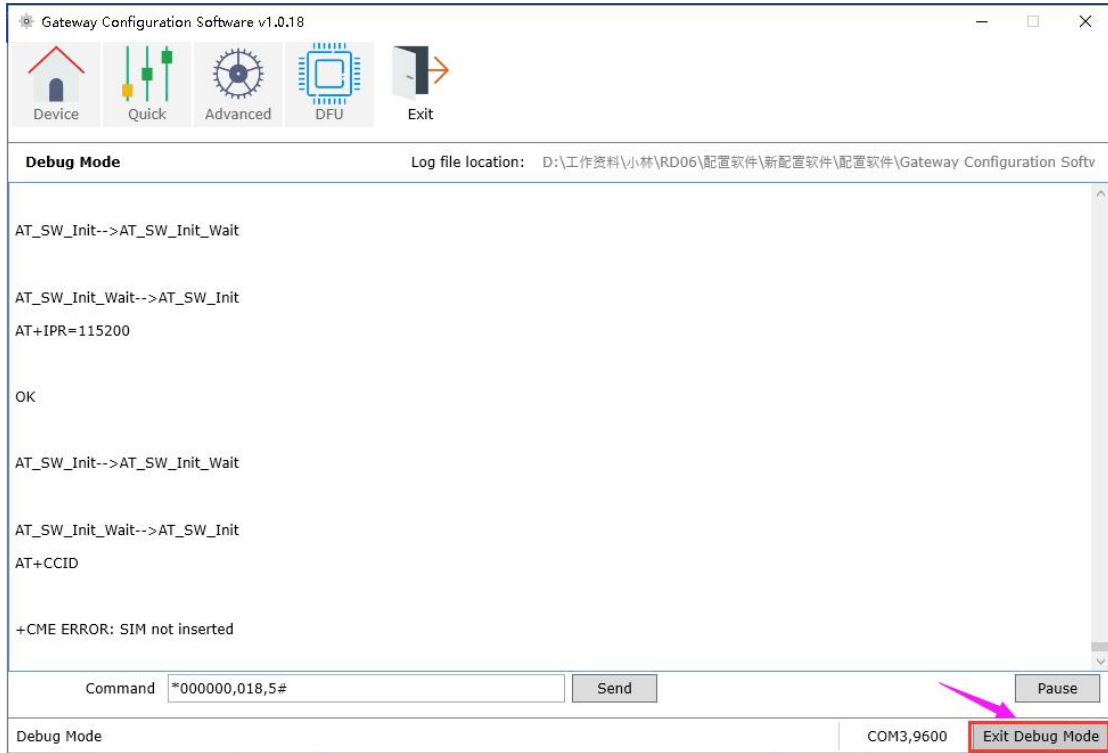 Gateway Configuration Software v1.0.18
Device Quick Advanced DFU Exit
Debug Mode Log file location: D:\工作资料\小林\RD06\配置软件\新配置软件\配置软件\Gateway Configuration Softv
AT_SW_Init-->AT_SW_Init_Wait
AT_SW_Init_Wait-->AT_SW_Init
AT+IPR=115200
OK
AT_SW_Init-->AT_SW_Init_Wait
AT_SW_Init_Wait-->AT_SW_Init
AT+CCID
+CME ERROR: SIM not inserted
Command *000000,018,5# Send Pause
Debug Mode COM3,9600 Exit Debug Mode